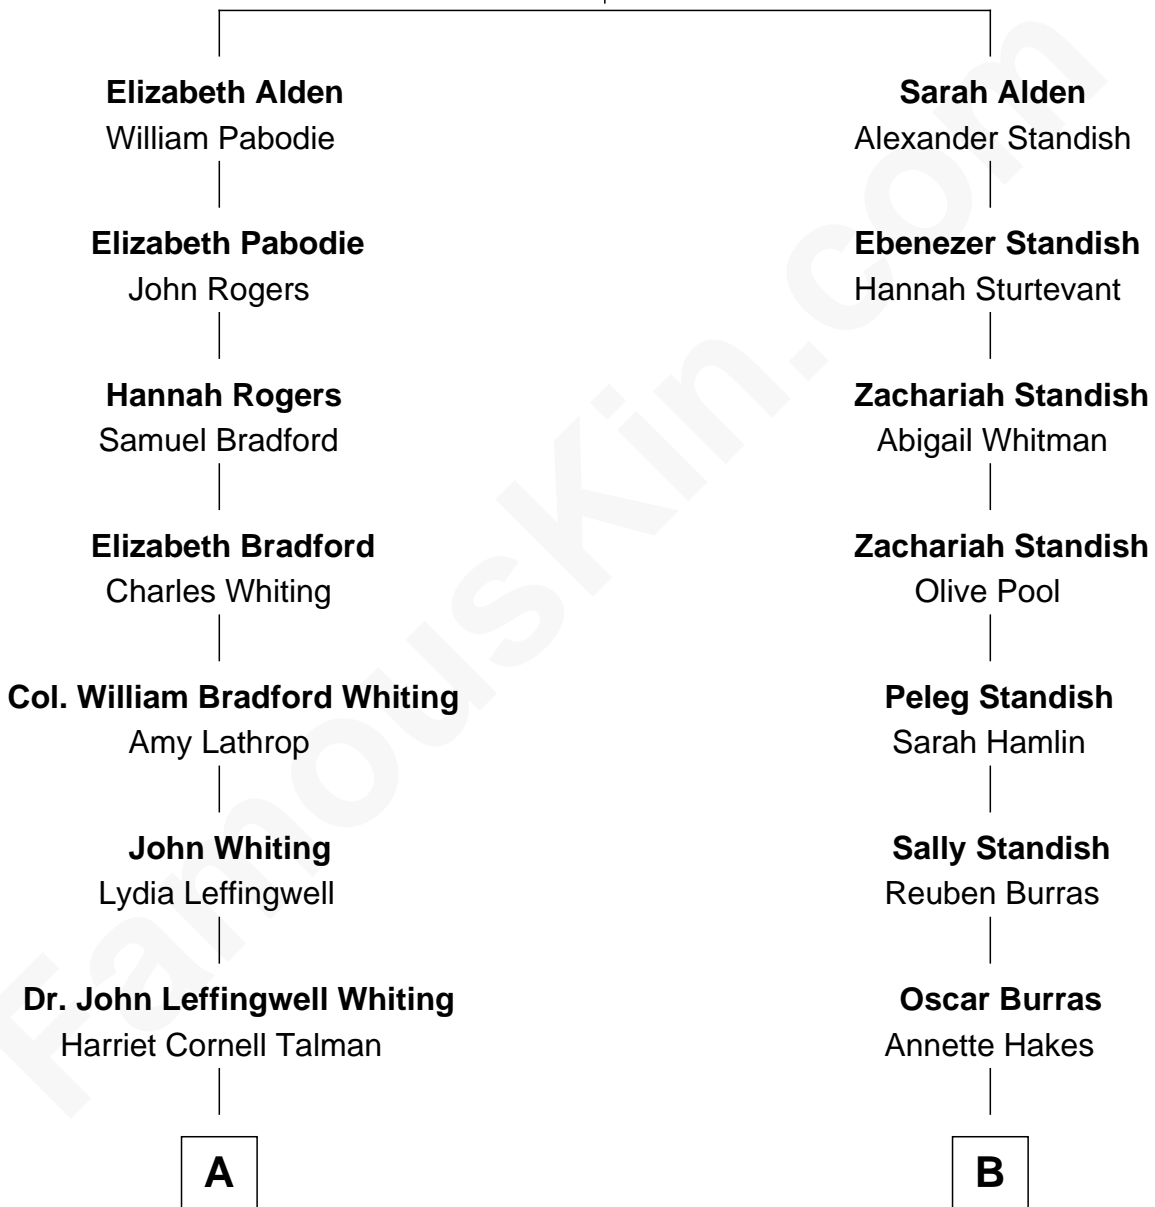 Elizabeth Alden
William Pabodie
Elizabeth Pabodie
John Rogers
Hannah Rogers
Samuel Bradford
Elizabeth Bradford
Charles Whiting
Col. William Bradford Whiting
Amy Lathrop
John Whiting
Lydia Leffingwell
Dr. John Leffingwell Whiting
Harriet Cornell Talman
A
Sarah Alden
Alexander Standish
Ebenezer Standish
Hannah Sturtevant
Zachariah Standish
Abigail Whitman
Zachariah Standish
Olive Pool
Peleg Standish
Sarah Hamlin
Sally Standish
Reuben Burras
Oscar Burras
Annette Hakes
B
FamousKin.com